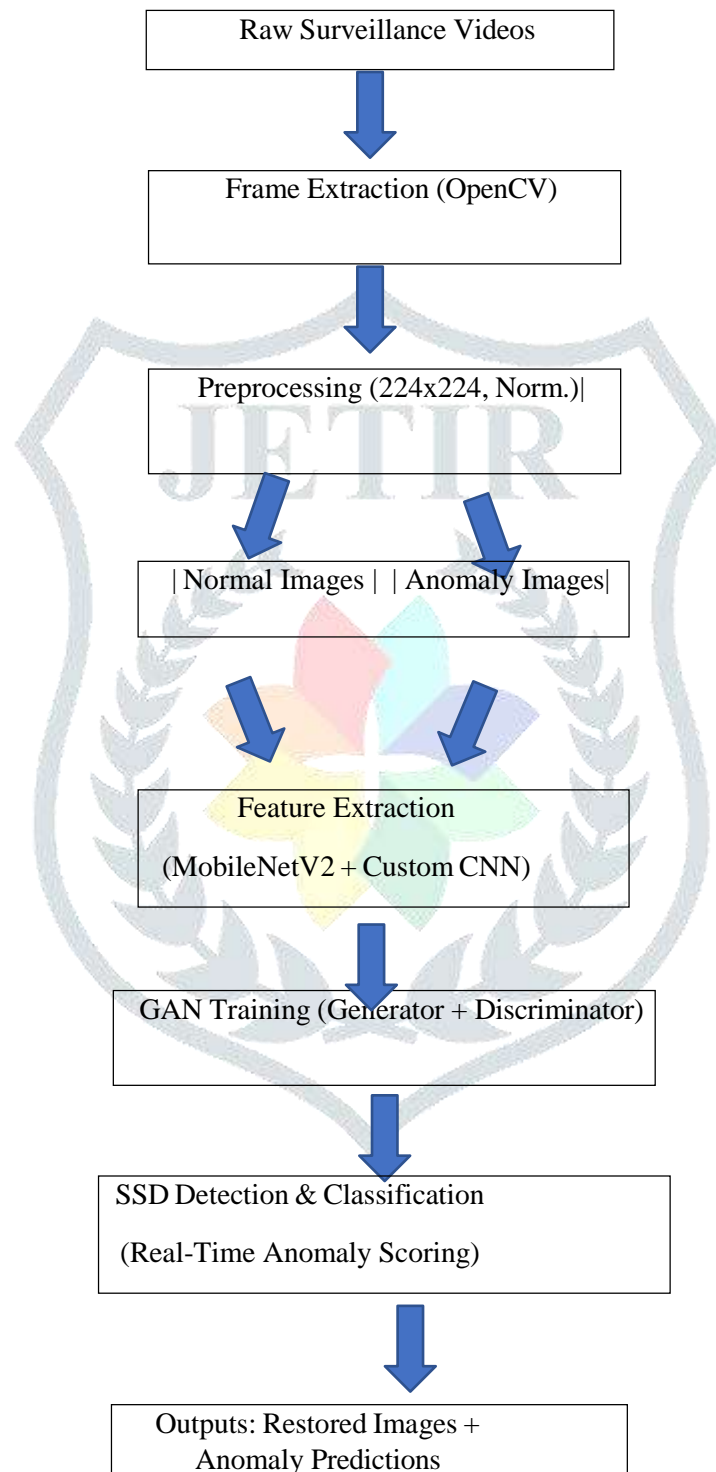 Raw Surveillance Videos
Frame Extraction (OpenCV)
Preprocessing (224x224, Norm.)|
JETIR
| Normal Images | | Anomaly Images|
Feature Extraction
(MobileNetV2 + Custom CNN)
GAN Training (Generator + Discriminator)
SSD Detection & Classification
(Real-Time Anomaly Scoring)
Outputs: Restored Images +
Anomaly Predictions